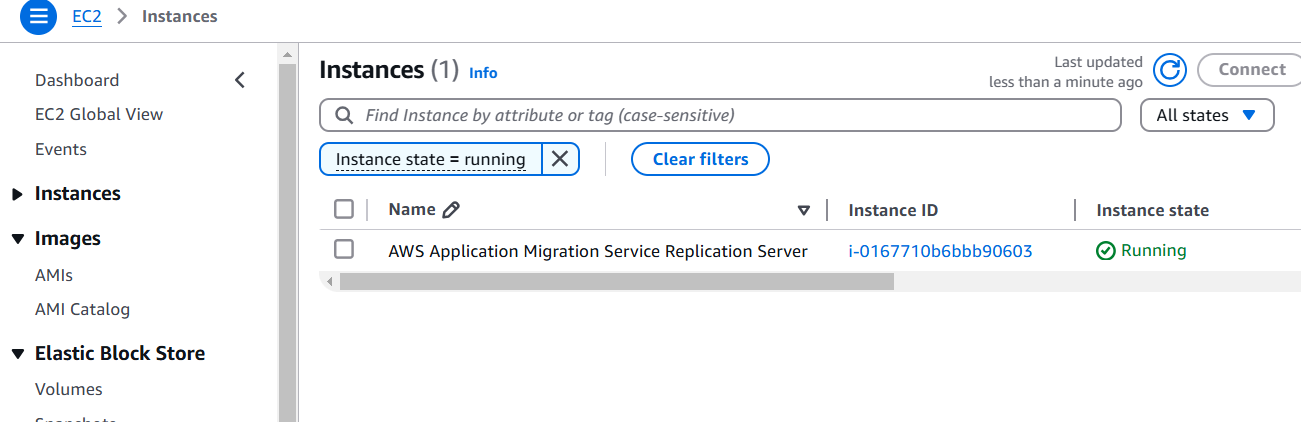 EC2 > Instances
Dashboard
EC2 Global View
Events
Instances
Images
AMIs
AMI Catalog
Elastic Block Store
Volumes
Instances (1) Info
Last updated
less than a minute ago
Connect
Find Instance by attribute or tag (case-sensitive)
All states
Instance state = running
Clear filters
Name Instance ID Instance state
AWS Application Migration Service Replication Server i-0167710b6bbb90603 Running